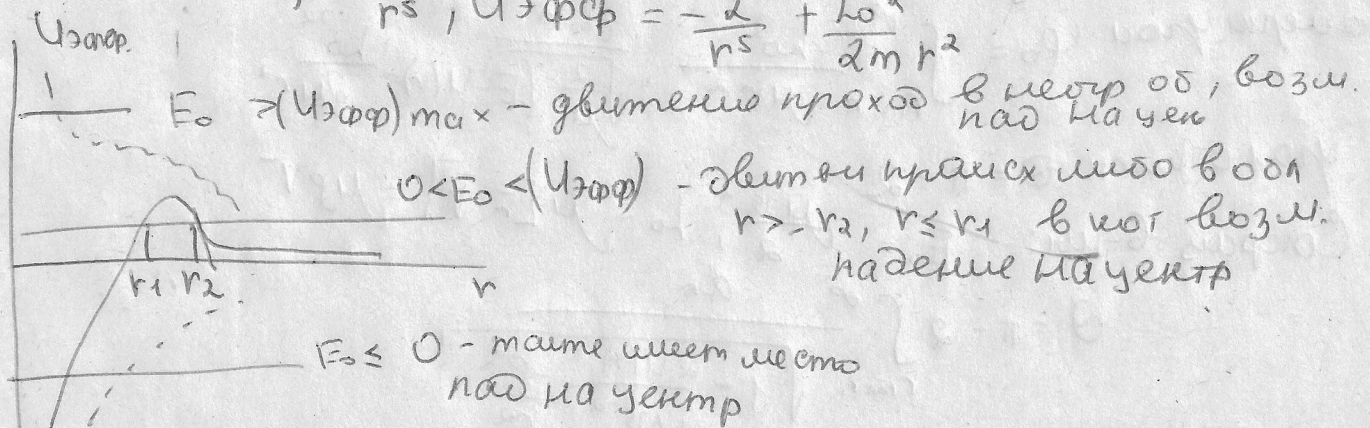 r⁵ , Uэфф = -α/r⁵ + L₀²/2mr²
Uэфф.
E₀ >(Uэфф) max - движение проход в неогр об, возм.
пад на цен
0<E₀<(Uэфф) - движен происх либо в обл
r>-r₂, r≤r₁ в кот возм.
падение на центр
r₁ r₂ r
E₀≤ 0 - также имеет место
пад на центр